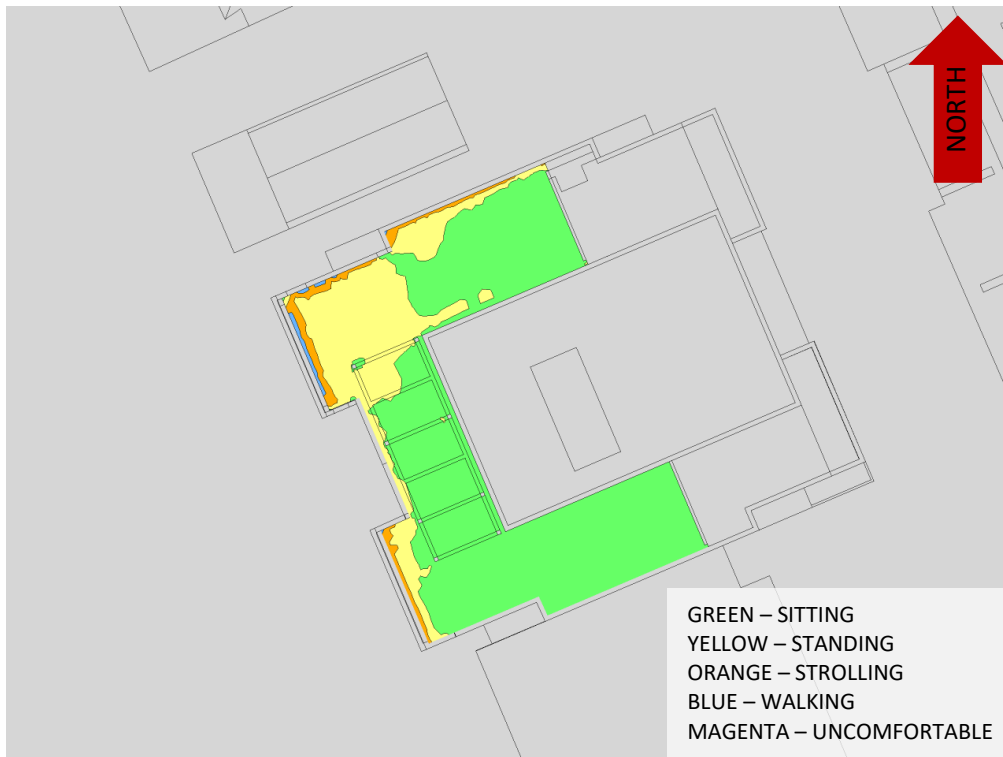 NORTH
GREEN – SITTING
YELLOW – STANDING
ORANGE – STROLLING
BLUE – WALKING
MAGENTA – UNCOMFORTABLE